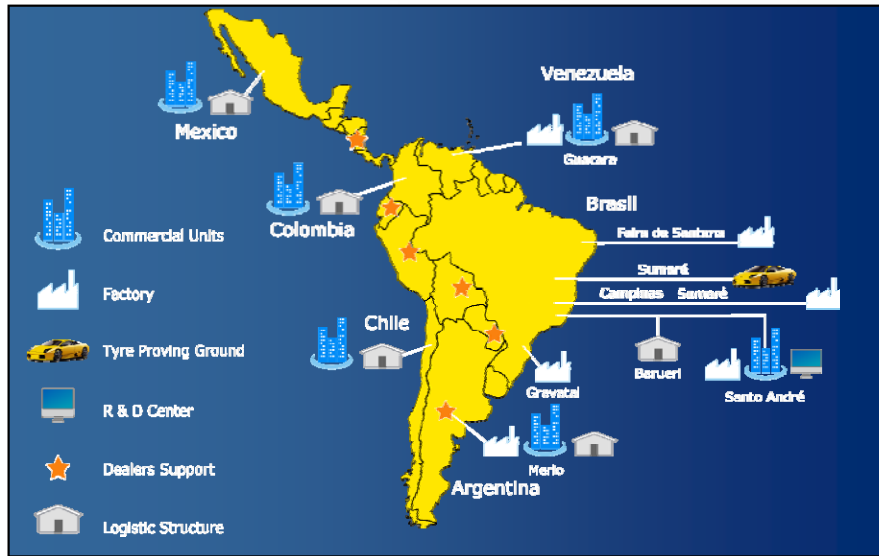 Mexico
Venezuela
Guacara
Colombia
Brasil
Feira de Santana
Sumaré
Campinas Sumaré
Barueri
Santo André
Chile
Gravataí
Merlo
Argentina
Commercial Units
Factory
Tyre Proving Ground
R & D Center
Dealers Support
Logistic Structure